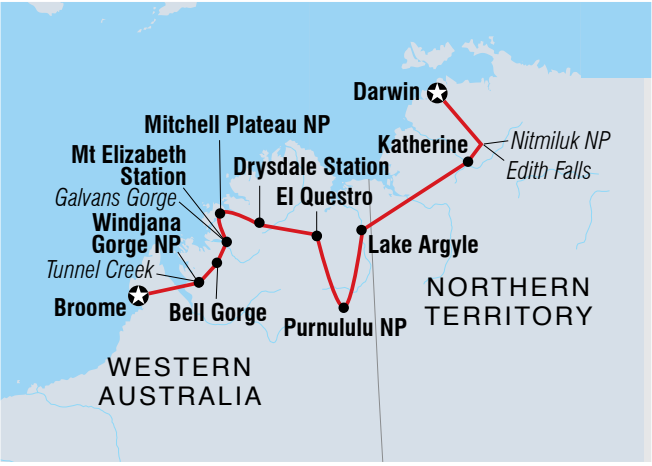 Darwin
Mitchell Plateau NP
Katherine
Nitmiluk NP
Edith Falls
Mt Elizabeth
Station
Drysdale Station
Galvans Gorge
El Questro
Windjana
Gorge NP
Lake Argyle
Tunnel Creek
Broome
Bell Gorge
Purnululu NP
NORTHERN
TERRITORY
WESTERN
AUSTRALIA